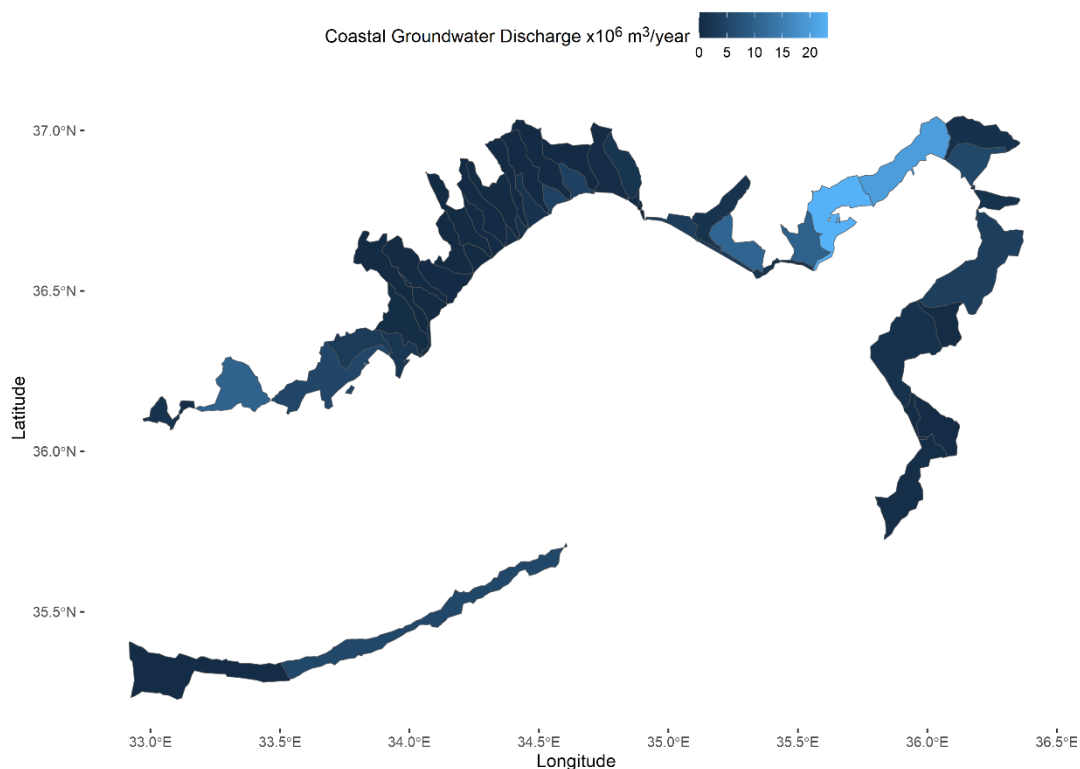 Coastal Groundwater Discharge x10⁶ m³/year
0 5 10 15 20
37.0°N
36.5°N
36.0°N
35.5°N
Latitude
33.0°E 33.5°E 34.0°E 34.5°E 35.0°E 35.5°E 36.0°E 36.5°E
Longitude